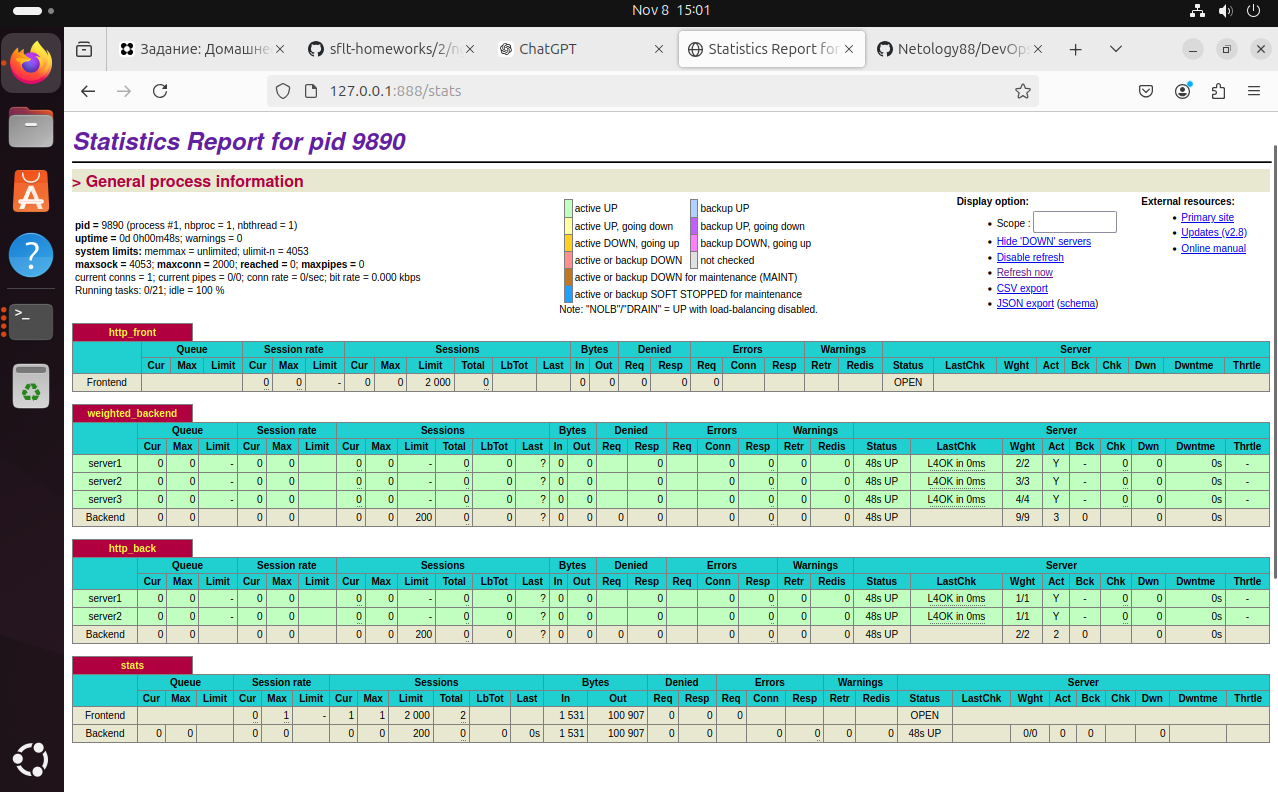 Nov 8 15:01
Задание: Домашне
sflt-homeworks/2/n
ChatGPT
Statistics Report for
Netology88/DevOp
127.0.0.1:888/stats
Statistics Report for pid 9890
> General process information
pid = 9890 (process #1, nbproc = 1, nbthread = 1)
uptime = 0d 0h00m48s; warnings = 0
system limits: memmax = unlimited; ulimit-n = 4053
maxsock = 4053; maxconn = 2000; reached = 0; maxpipes = 0
current conns = 1; current pipes = 0/0; conn rate = 0/sec; bit rate = 0.000 kbps
Running tasks: 0/21; idle = 100 %
active UP backup UP
active UP, going down backup UP, going down
active DOWN, going up backup DOWN, going up
active or backup DOWN not checked
active or backup DOWN for maintenance (MAINT)
active or backup SOFT STOPPED for maintenance
Note: "NOLB"/"DRAIN" = UP with load-balancing disabled.
Display option:
Scope :
Hide 'DOWN' servers
Disable refresh
Refresh now
CSV export
JSON export (schema)
External resources:
Primary site
Updates (v2.8)
Online manual
http_front
Queue Session rate Sessions Bytes Denied Errors Warnings Server
Cur Max Limit Cur Max Limit Cur Max Limit Total LbTot Last In Out Req Resp Req Conn Resp Retr Redis Status LastChk Wght Act Bck Chk Dwn Dwntme Thrtle
Frontend 0 0 - 0 0 2 000 0 0 0 0 0 0 OPEN
weighted_backend
Queue Session rate Sessions Bytes Denied Errors Warnings Server
Cur Max Limit Cur Max Limit Cur Max Limit Total LbTot Last In Out Req Resp Req Conn Resp Retr Redis Status LastChk Wght Act Bck Chk Dwn Dwntme Thrtle
server1 0 0 - 0 0 0 0 - 0 0 ? 0 0 0 0 0 0 0 48s UP L4OK in 0ms 2/2 Y - 0 0 0s -
server2 0 0 - 0 0 0 0 - 0 0 ? 0 0 0 0 0 0 0 48s UP L4OK in 0ms 3/3 Y - 0 0 0s -
server3 0 0 - 0 0 0 0 - 0 0 ? 0 0 0 0 0 0 0 48s UP L4OK in 0ms 4/4 Y - 0 0 0s -
Backend 0 0 0 0 0 0 200 0 0 ? 0 0 0 0 0 0 0 0 48s UP 9/9 3 0 0 0s
http_back
Queue Session rate Sessions Bytes Denied Errors Warnings Server
Cur Max Limit Cur Max Limit Cur Max Limit Total LbTot Last In Out Req Resp Req Conn Resp Retr Redis Status LastChk Wght Act Bck Chk Dwn Dwntme Thrtle
server1 0 0 - 0 0 0 0 - 0 0 ? 0 0 0 0 0 0 0 48s UP L4OK in 0ms 1/1 Y - 0 0 0s -
server2 0 0 - 0 0 0 0 - 0 0 ? 0 0 0 0 0 0 0 48s UP L4OK in 0ms 1/1 Y - 0 0 0s -
Backend 0 0 0 0 0 0 200 0 0 ? 0 0 0 0 0 0 0 0 48s UP 2/2 2 0 0 0s
stats
Queue Session rate Sessions Bytes Denied Errors Warnings Server
Cur Max Limit Cur Max Limit Cur Max Limit Total LbTot Last In Out Req Resp Req Conn Resp Retr Redis Status LastChk Wght Act Bck Chk Dwn Dwntme Thrtle
Frontend 0 1 - 1 1 2 000 2 1 531 100 907 0 0 0 OPEN
Backend 0 0 0 0 0 0 200 0 0 0s 1 531 100 907 0 0 0 0 0 0 48s UP 0/0 0 0 0